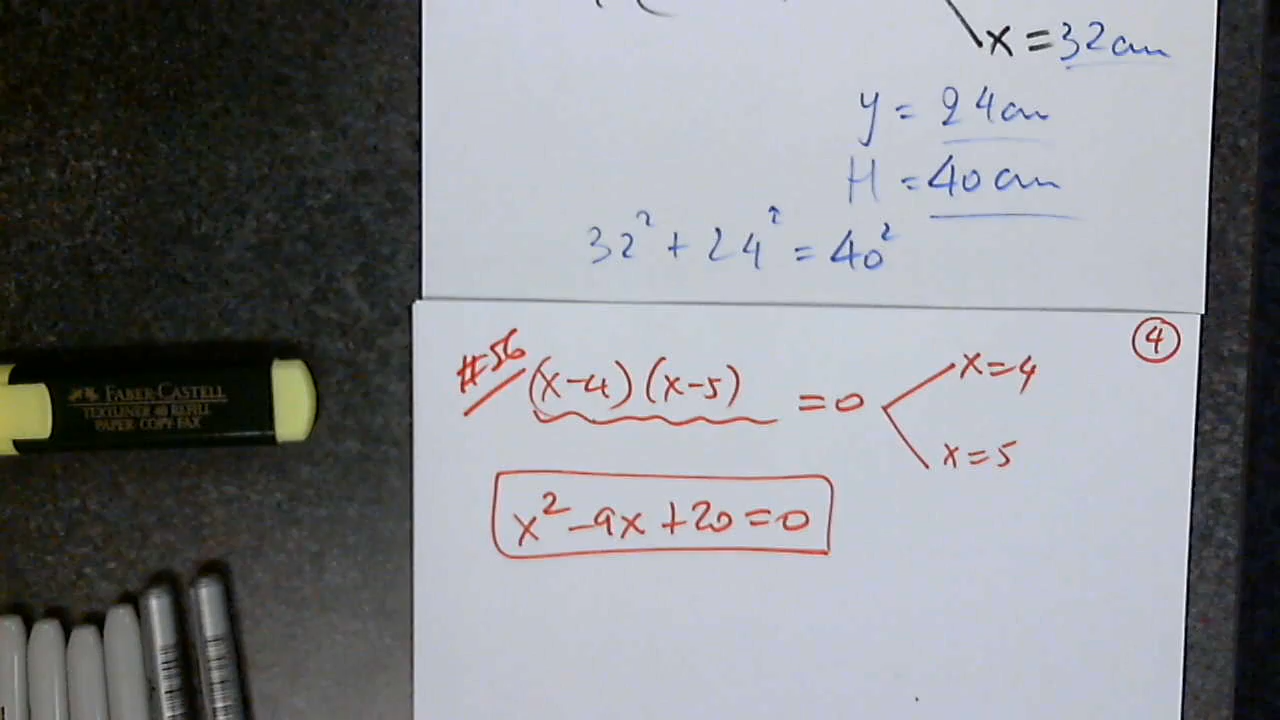 x = 32cm
y = 24cm
H = 40cm
32² + 24² = 40²
4
#56 (x-4)(x-5) = 0
x=4
x=5
x² - 9x + 20 = 0
FABER-CASTELL
TEXTLINER 48 REFILL
PAPER COPY FAX